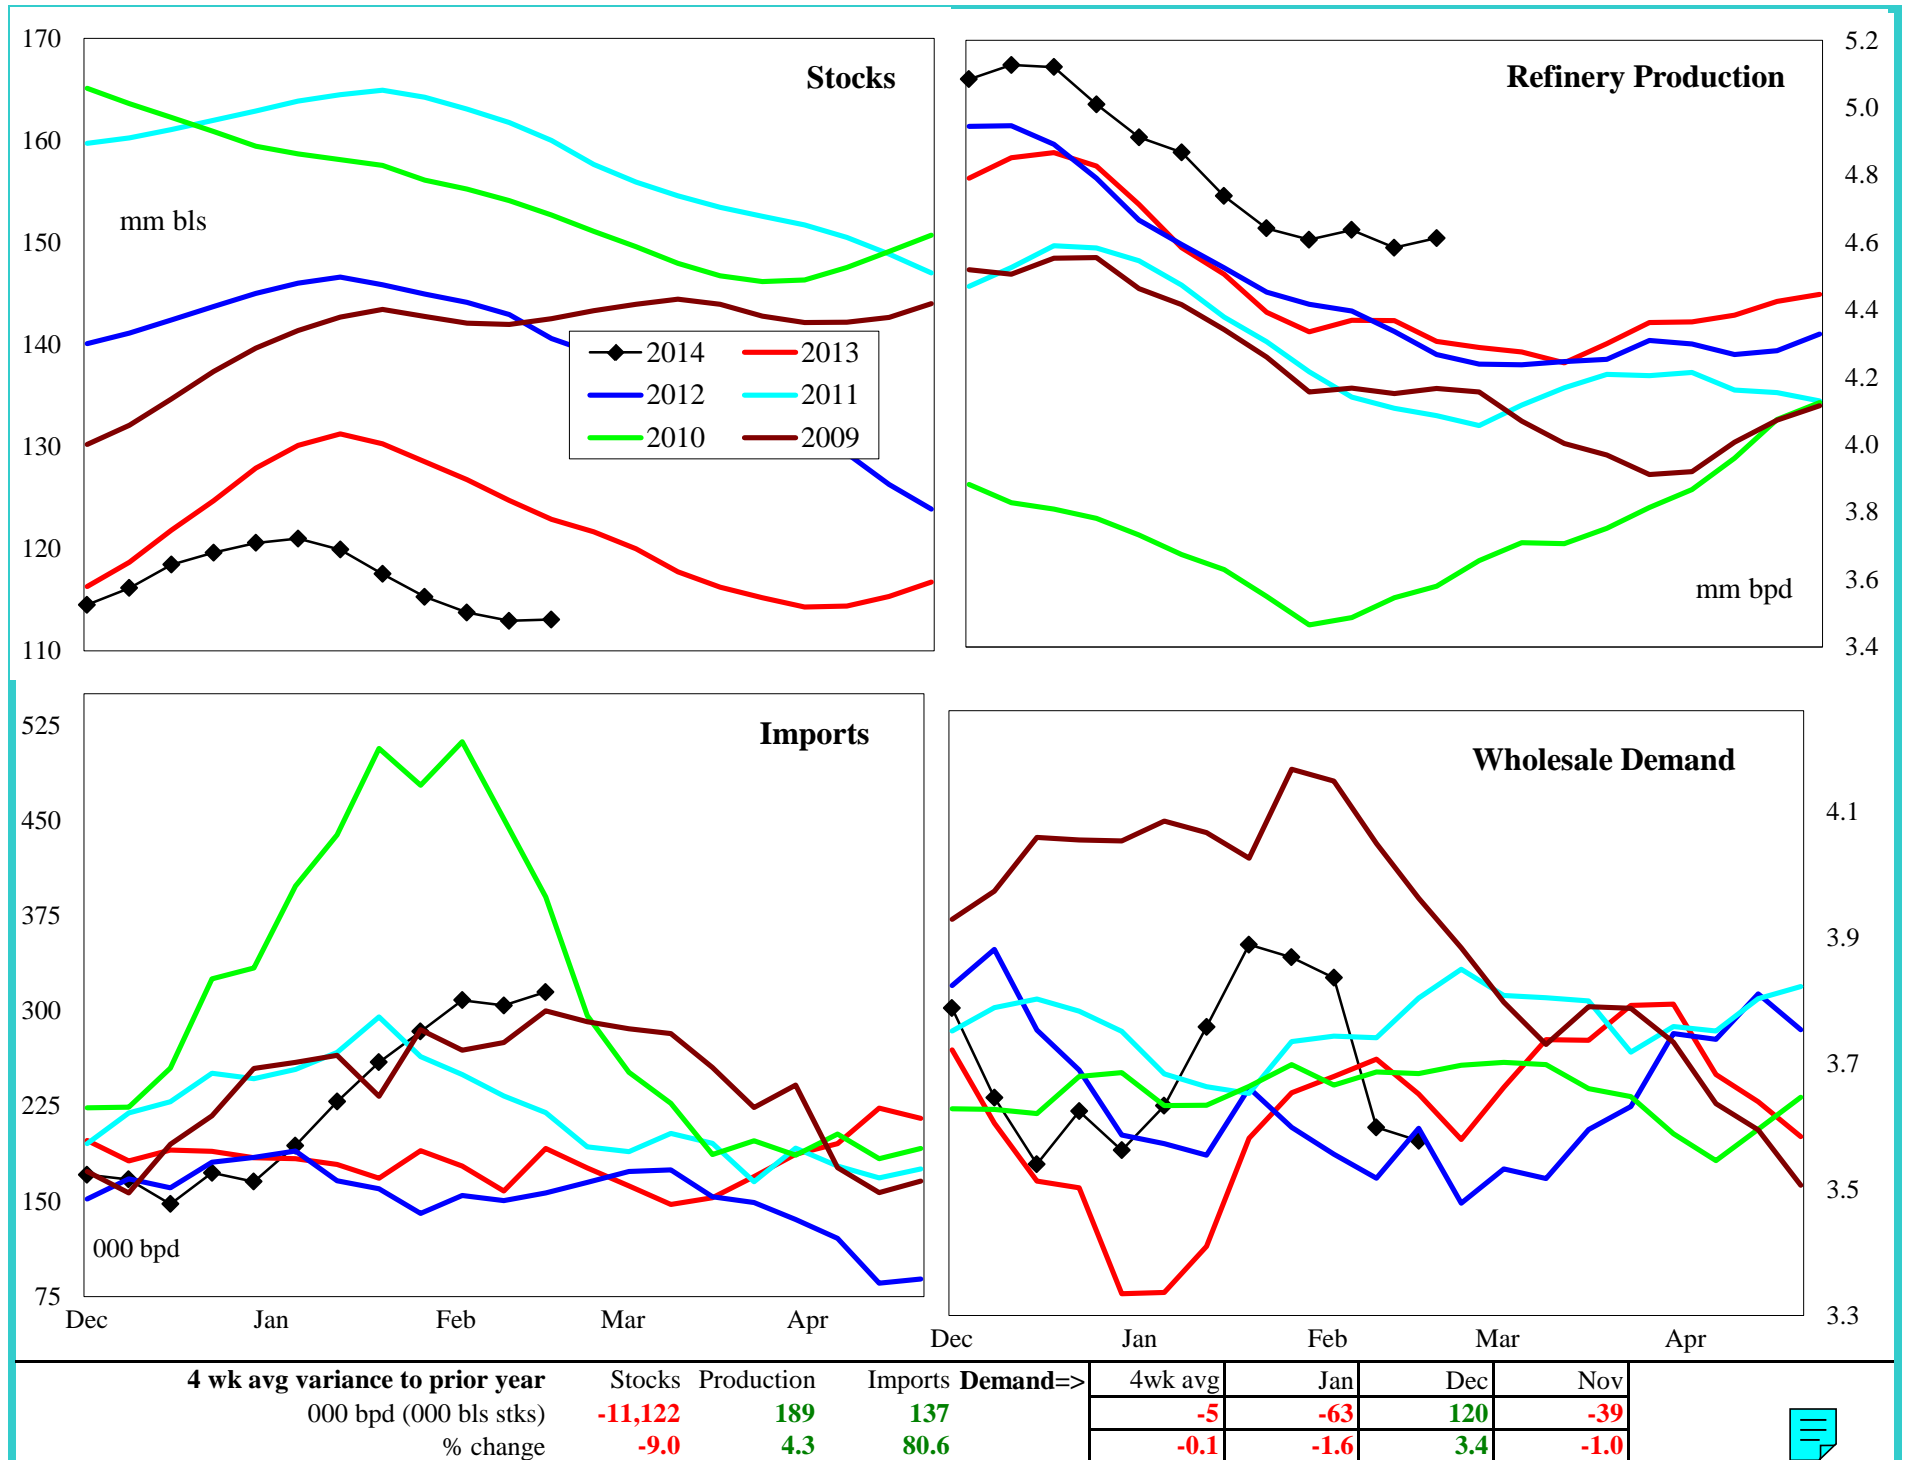 Stocks
170
160
150
140
130
120
110
mm bls
2014 2013
2012 2011
2010 2009
Refinery Production
5.2
5.0
4.8
4.6
4.4
4.2
4.0
3.8
3.6
3.4
mm bpd
Imports
525
450
375
300
225
150
75
000 bpd
Dec Jan Feb Mar Apr
Wholesale Demand
4.1
3.9
3.7
3.5
3.3
Dec Jan Feb Mar Apr
4 wk avg variance to prior year Stocks Production Imports Demand=> 4wk avg Jan Dec Nov
000 bpd (000 bls stks) -11,122 189 137 -5 -63 120 -39
% change -9.0 4.3 80.6 -0.1 -1.6 3.4 -1.0